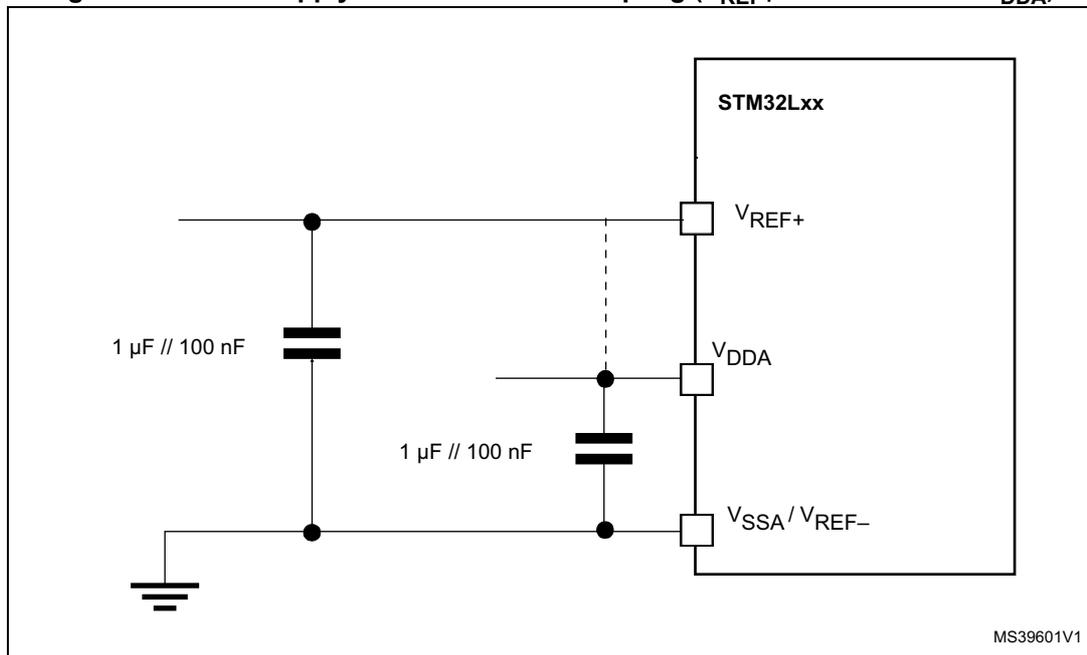 STM32Lxx
VREF+
1 µF // 100 nF
VDDA
1 µF // 100 nF
VSSA / VREF–
MS39601V1